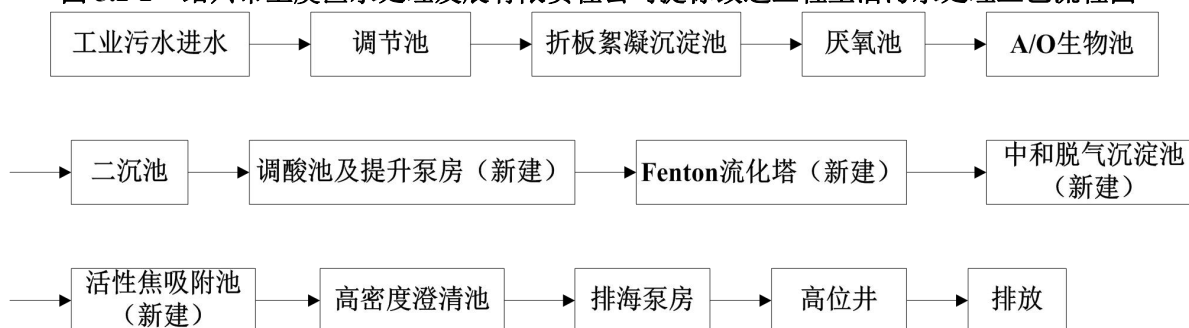 工业污水进水
调节池
折板絮凝沉淀池
厌氧池
A/O生物池
二沉池
调酸池及提升泵房（新建）
Fenton流化塔（新建）
中和脱气沉淀池
（新建）
活性焦吸附池
（新建）
高密度澄清池
排海泵房
高位井
排放